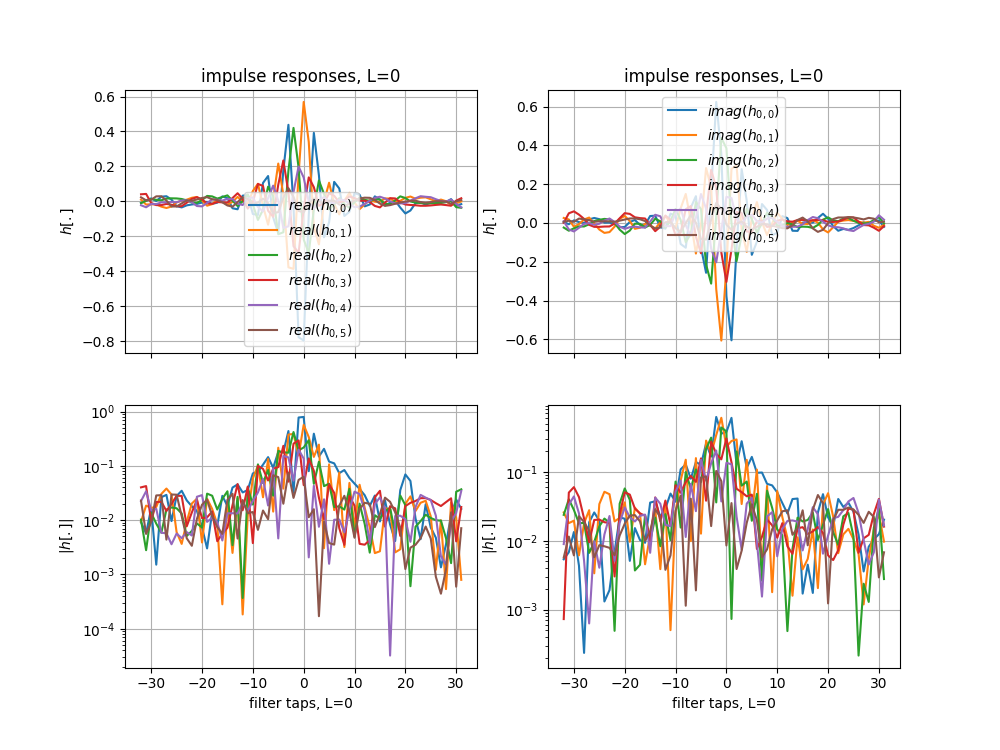 impulse responses, L=0
0.6
0.4
0.2
0.0
−0.2
−0.4
−0.6
−0.8
h[.]
real(h0,0)
real(h0,1)
real(h0,2)
real(h0,3)
real(h0,4)
real(h0,5)
impulse responses, L=0
0.6
0.4
0.2
0.0
−0.2
−0.4
−0.6
h[.]
imag(h0,0)
imag(h0,1)
imag(h0,2)
imag(h0,3)
imag(h0,4)
imag(h0,5)
10^0
10^−1
10^−2
10^−3
10^−4
|h[.]|
−30 −20 −10 0 10 20 30
filter taps, L=0
10^−1
10^−2
10^−3
|h[.]|
−30 −20 −10 0 10 20 30
filter taps, L=0